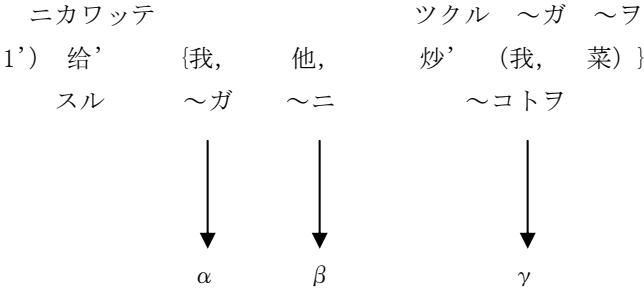 ニカワッテ ツクル ～ガ ～ヲ
1’) 给’ {我, 他, 炒’ (我, 菜)}
スル ～ガ ～ニ ～コトヲ
α β γ